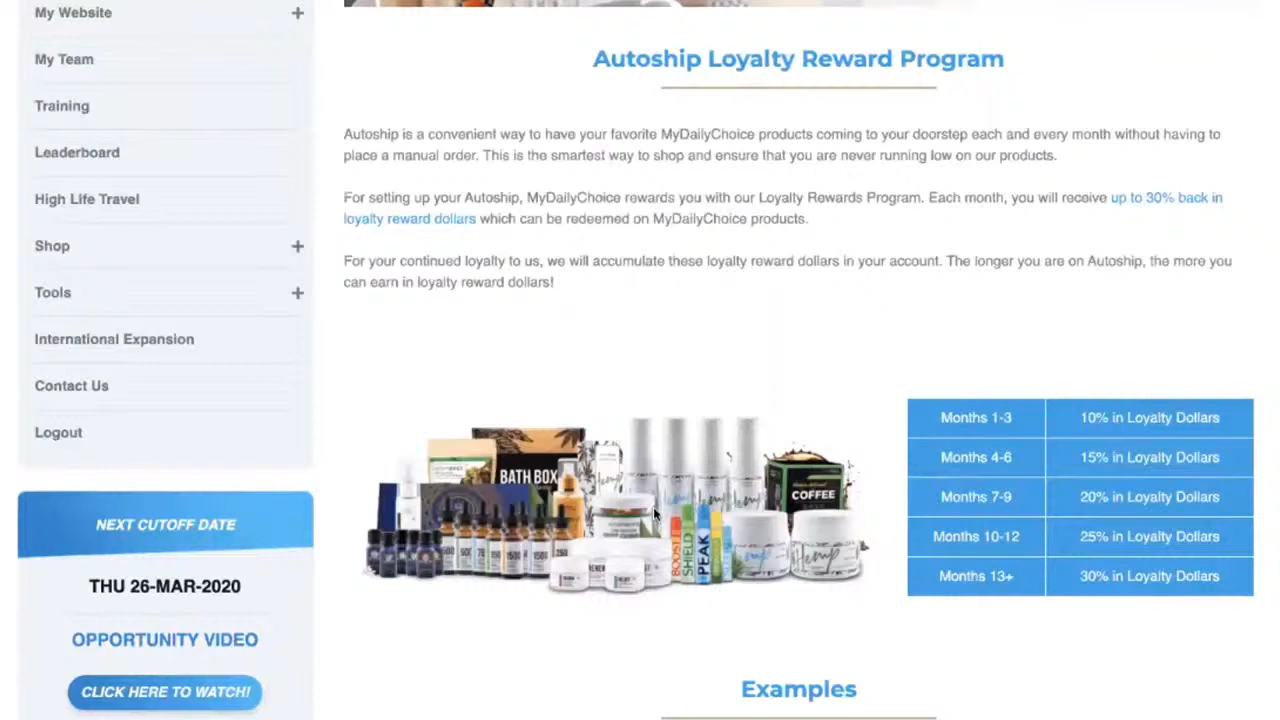 My Website +
My Team
Training
Leaderboard
High Life Travel
Shop +
Tools +
International Expansion
Contact Us
Logout
NEXT CUTOFF DATE
THU 26-MAR-2020
OPPORTUNITY VIDEO
CLICK HERE TO WATCH!
Autoship Loyalty Reward Program
Autoship is a convenient way to have your favorite MyDailyChoice products coming to your doorstep each and every month without having to
place a manual order. This is the smartest way to shop and ensure that you are never running low on our products.
For setting up your Autoship, MyDailyChoice rewards you with our Loyalty Rewards Program. Each month, you will receive up to 30% back in
loyalty reward dollars which can be redeemed on MyDailyChoice products.
For your continued loyalty to us, we will accumulate these loyalty reward dollars in your account. The longer you are on Autoship, the more you
can earn in loyalty reward dollars!
BATH BOX
COFFEE
Hemp
BOOST
SHIELD
PEAK
1500
Months 1-3 10% in Loyalty Dollars
Months 4-6 15% in Loyalty Dollars
Months 7-9 20% in Loyalty Dollars
Months 10-12 25% in Loyalty Dollars
Months 13+ 30% in Loyalty Dollars
Examples